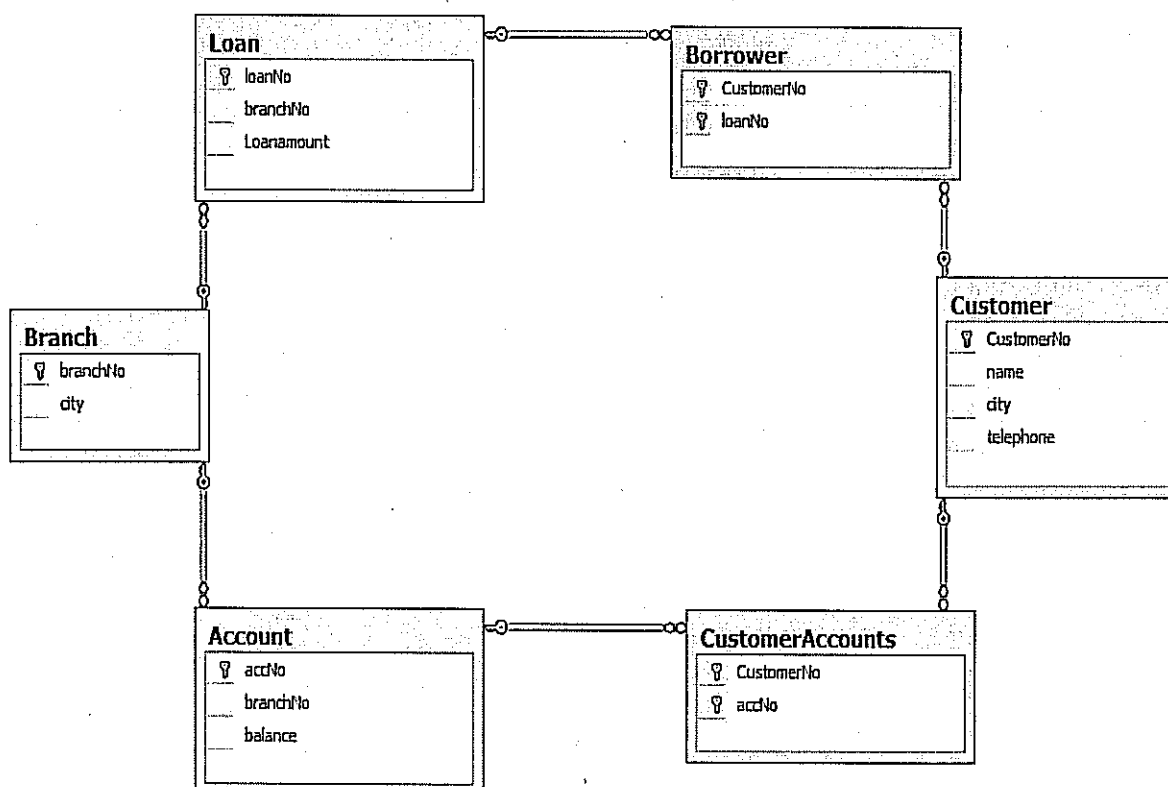 Loan
loanNo
branchNo
Loanamount
Borrower
CustomerNo
loanNo
Branch
branchNo
city
Customer
CustomerNo
name
city
telephone
Account
accNo
branchNo
balance
CustomerAccounts
CustomerNo
accNo